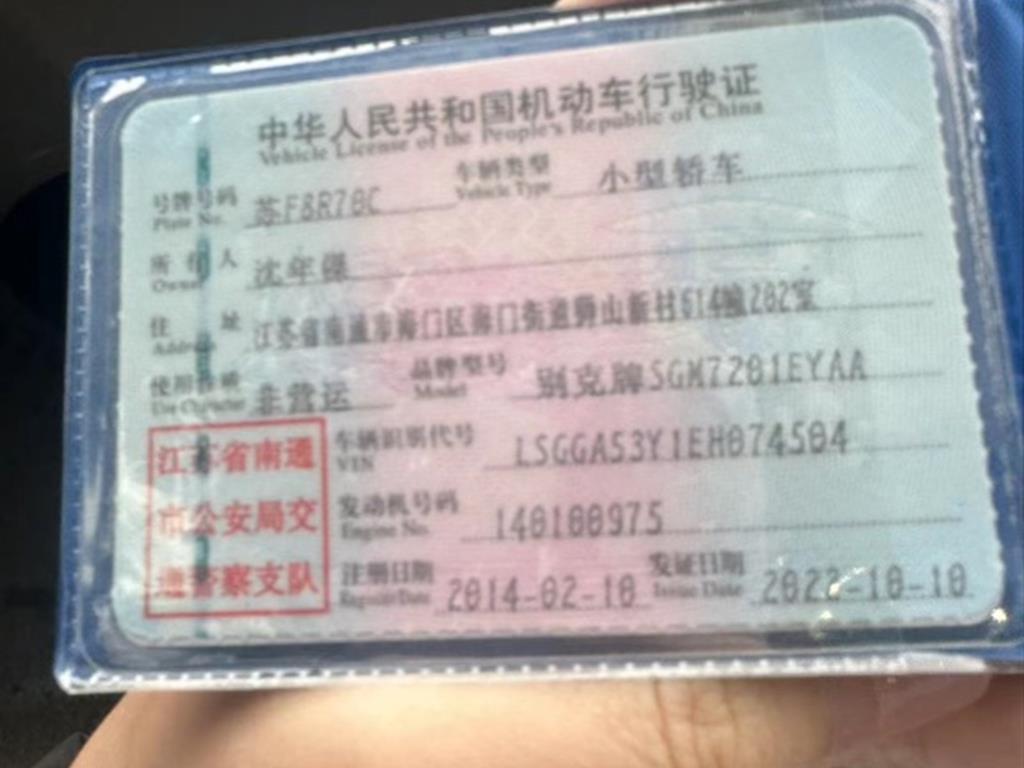 中华人民共和国机动车行驶证
Vehicle License of the People's Republic of China
号牌号码 苏F8R70C 车辆类型 小型轿车
Plate No. Vehicle Type
所有人 沈年保
Owner
住址 江苏省南通市海门区海门街道狮山新村614幢202室
Address
使用性质 非营运 品牌型号 别克牌SGM7201EYAA
Use Character Model
车辆识别代号 LSGGA53Y1EH074504
VIN
发动机号码 140100975
Engine No.
注册日期 2014-02-10 发证日期 2022-10-10
Register Date Issue Date
江苏省南通
市公安局交
通警察支队